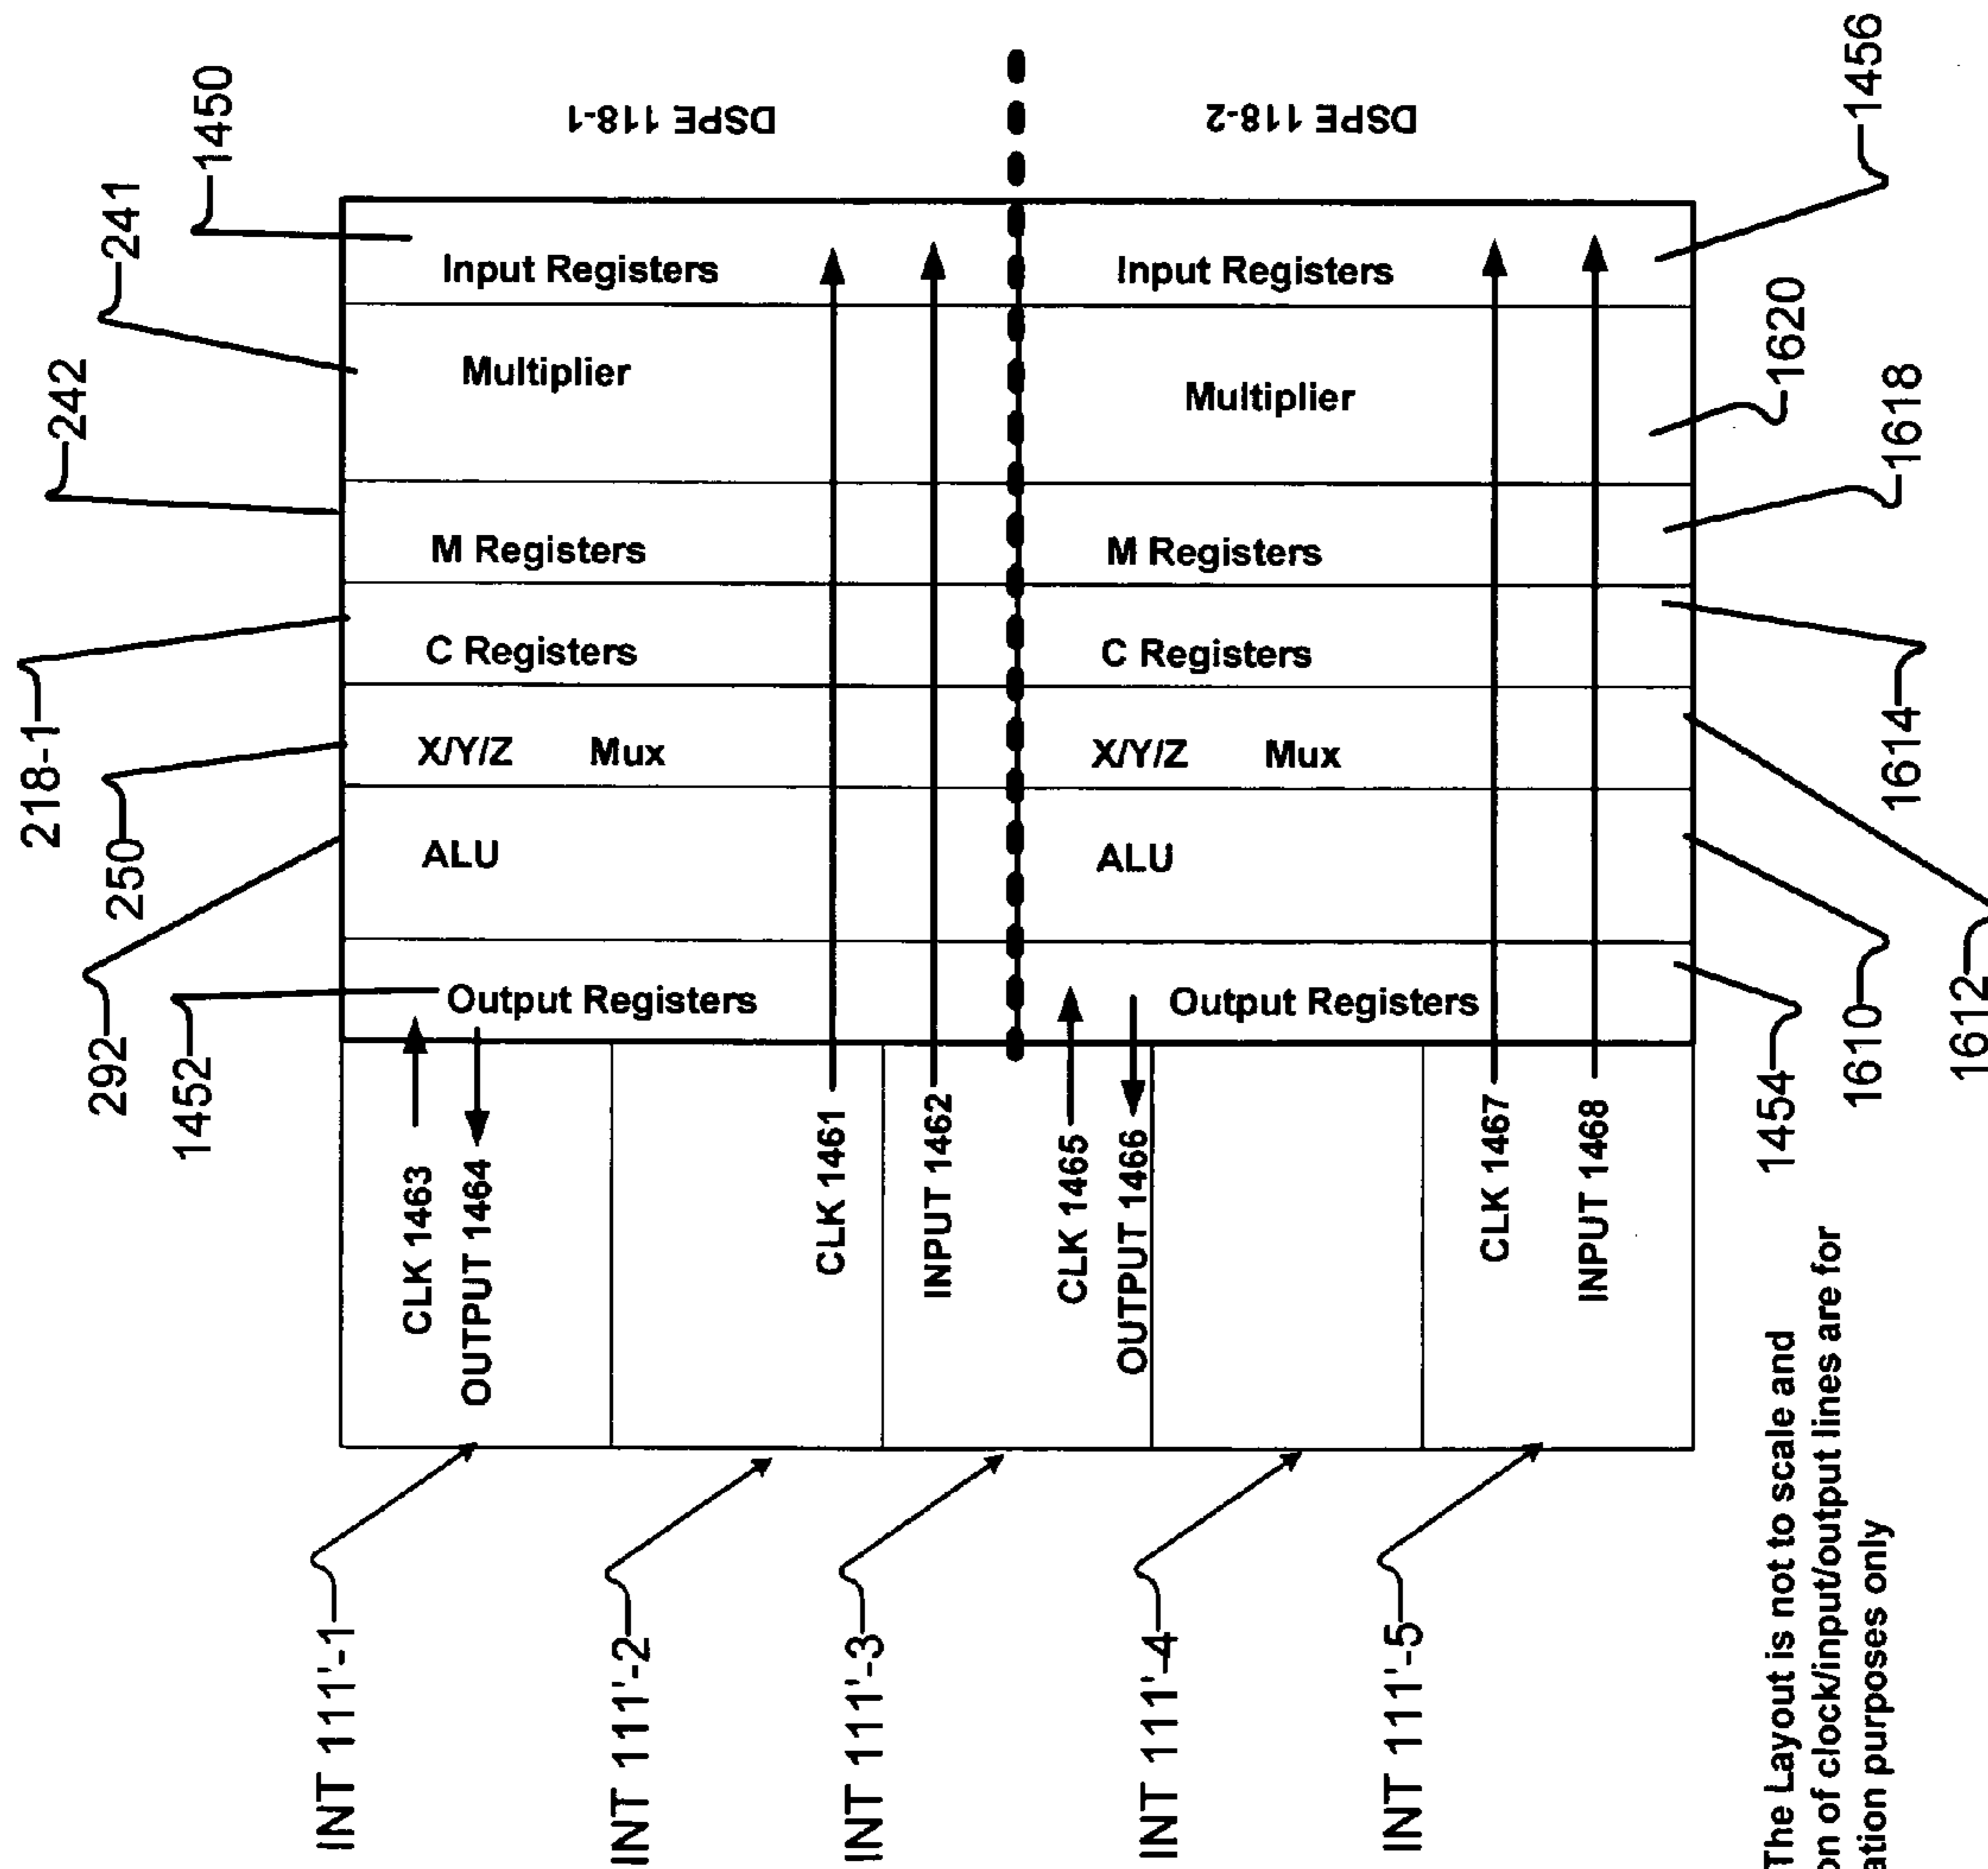 1450
241
242
218-1
250
292
1452
DSPE 118-1
DSPE 118-2
Input Registers
Multiplier
M Registers
C Registers
X/Y/Z Mux
ALU
Output Registers
Input Registers
Multiplier
M Registers
C Registers
X/Y/Z Mux
ALU
Output Registers
1456
1620
1618
1614
1612
1610
1454
CLK 1463
OUTPUT 1464
CLK 1461
INPUT 1462
CLK 1465
OUTPUT 1466
CLK 1467
INPUT 1468
INT 111'-1
INT 111'-2
INT 111'-3
INT 111'-4
INT 111'-5
The Layout is not to scale and
of clock/input/output lines are for
purposes only